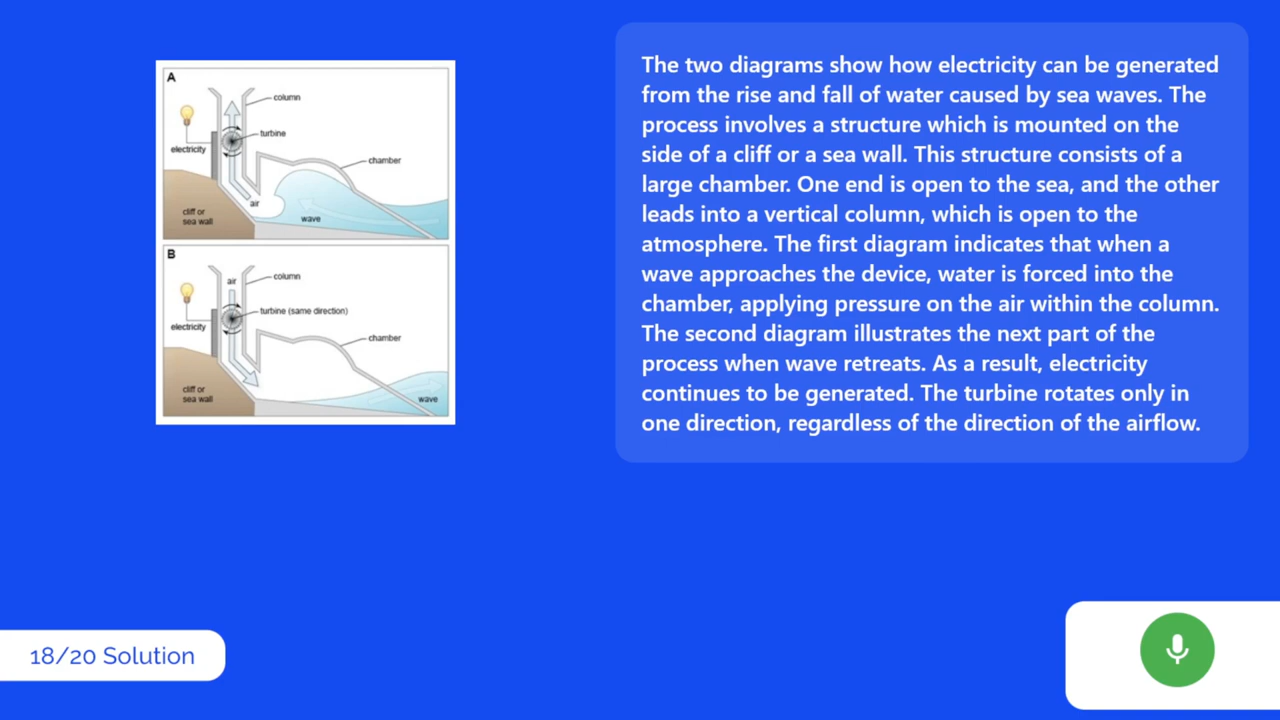 A
column
turbine
electricity
chamber
air
cliff or
sea wall
wave
B
air
column
turbine (same direction)
electricity
chamber
cliff or
sea wall
wave
The two diagrams show how electricity can be generated
from the rise and fall of water caused by sea waves. The
process involves a structure which is mounted on the
side of a cliff or a sea wall. This structure consists of a
large chamber. One end is open to the sea, and the other
leads into a vertical column, which is open to the
atmosphere. The first diagram indicates that when a
wave approaches the device, water is forced into the
chamber, applying pressure on the air within the column.
The second diagram illustrates the next part of the
process when wave retreats. As a result, electricity
continues to be generated. The turbine rotates only in
one direction, regardless of the direction of the airflow.
18/20 Solution